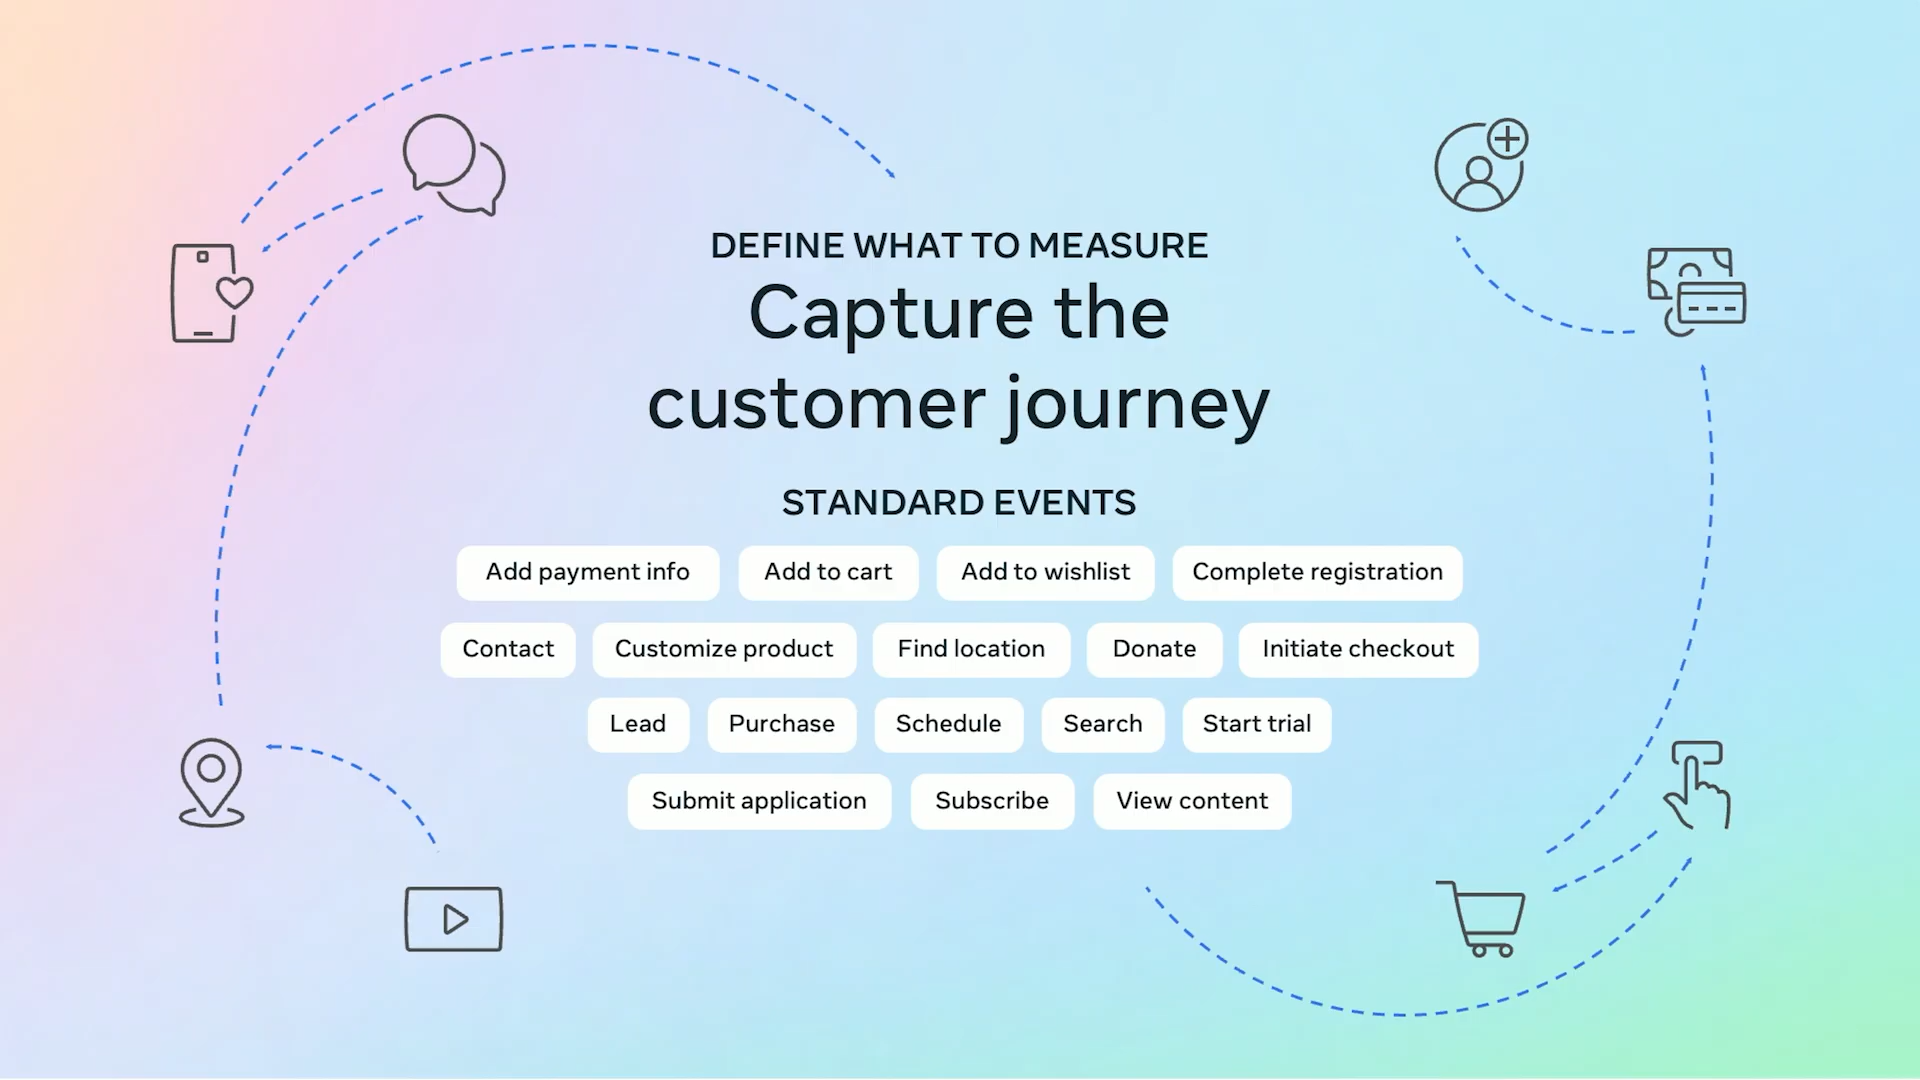 DEFINE WHAT TO MEASURE
Capture the
customer journey
STANDARD EVENTS
Add payment info Add to cart Add to wishlist Complete registration
Contact Customize product Find location Donate Initiate checkout
Lead Purchase Schedule Search Start trial
Submit application Subscribe View content